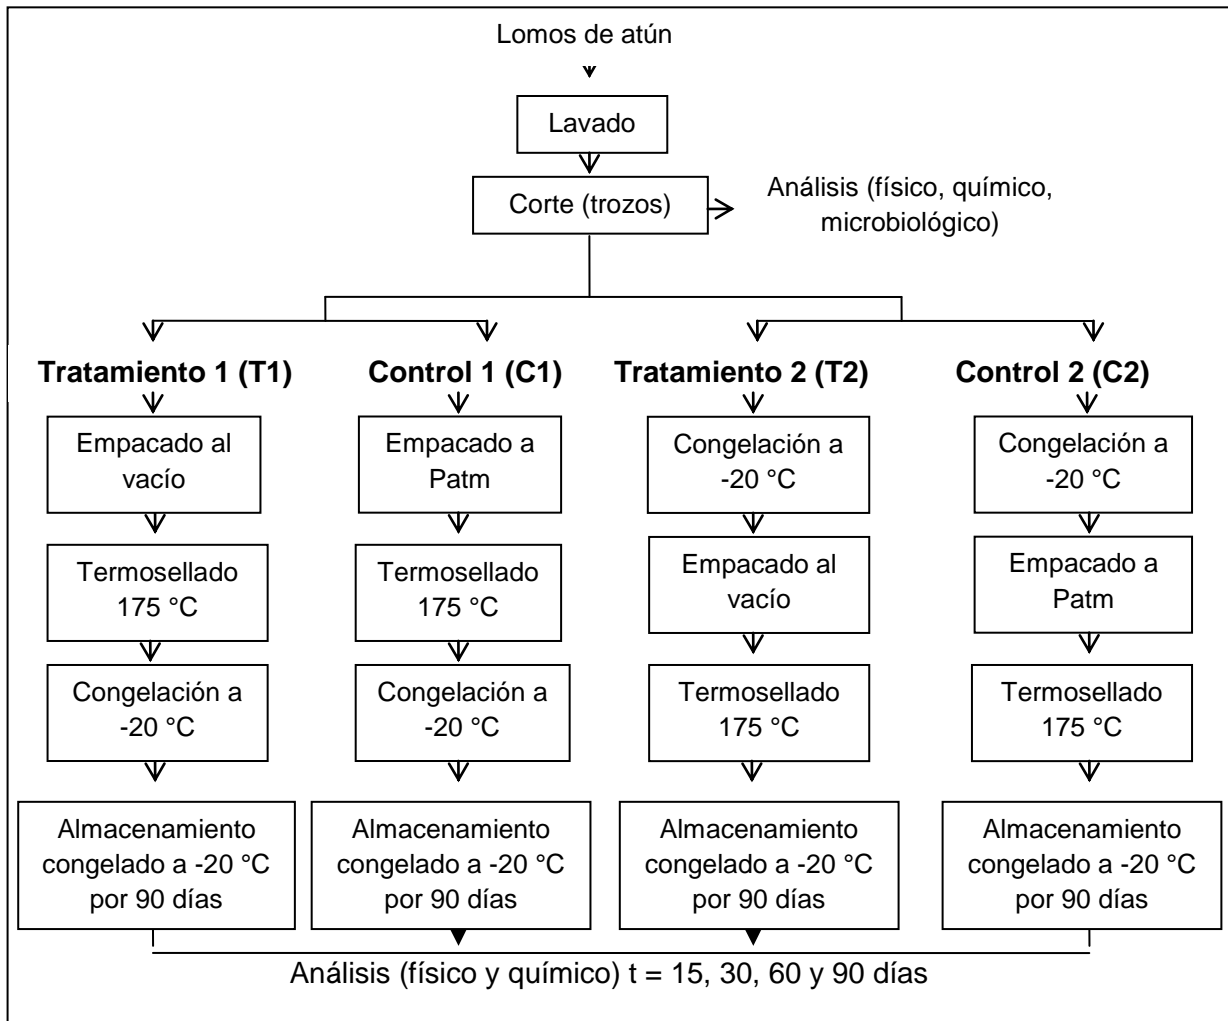 Lomos de atún
Lavado
Corte (trozos)
Análisis (físico, químico,
microbiológico)
Tratamiento 1 (T1)
Control 1 (C1)
Tratamiento 2 (T2)
Control 2 (C2)
Empacado al
vacío
Empacado a
Patm
Congelación a
-20 °C
Congelación a
-20 °C
Termosellado
175 °C
Termosellado
175 °C
Empacado al
vacío
Empacado a
Patm
Congelación a
-20 °C
Congelación a
-20 °C
Termosellado
175 °C
Termosellado
175 °C
Almacenamiento
congelado a -20 °C
por 90 días
Almacenamiento
congelado a -20 °C
por 90 días
Almacenamiento
congelado a -20 °C
por 90 días
Almacenamiento
congelado a -20 °C
por 90 días
Análisis (físico y químico) t = 15, 30, 60 y 90 días